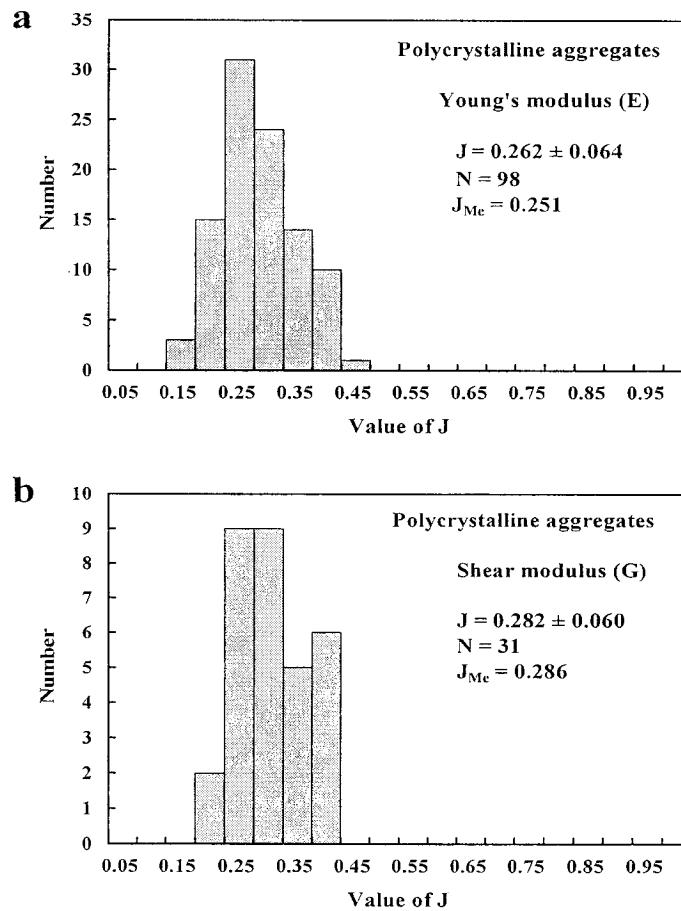 a
35
30
25
20
15
10
5
0
Number
Polycrystalline aggregates
Young's modulus (E)
J = 0.262 ± 0.064
N = 98
J_Me = 0.251
0.05 0.15 0.25 0.35 0.45 0.55 0.65 0.75 0.85 0.95
Value of J
b
10
9
8
7
6
5
4
3
2
1
0
Number
Polycrystalline aggregates
Shear modulus (G)
J = 0.282 ± 0.060
N = 31
J_Me = 0.286
0.05 0.15 0.25 0.35 0.45 0.55 0.65 0.75 0.85 0.95
Value of J